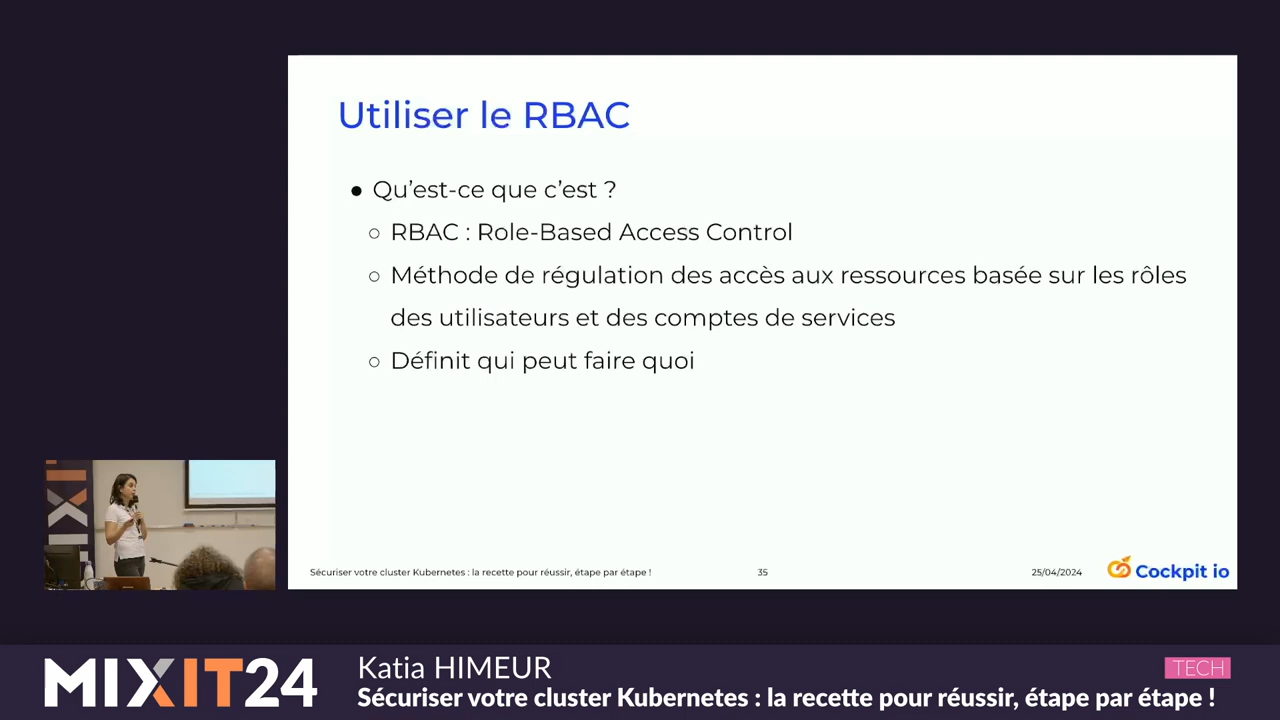 Utiliser le RBAC
● Qu'est-ce que c'est ?
○ RBAC : Role-Based Access Control
○ Méthode de régulation des accès aux ressources basée sur les rôles
des utilisateurs et des comptes de services
○ Définit qui peut faire quoi
Sécuriser votre cluster Kubernetes : la recette pour réussir, étape par étape !
35
25/04/2024
Cockpit io
MIXIT24
Katia HIMEUR
TECH
Sécuriser votre cluster Kubernetes : la recette pour réussir, étape par étape !